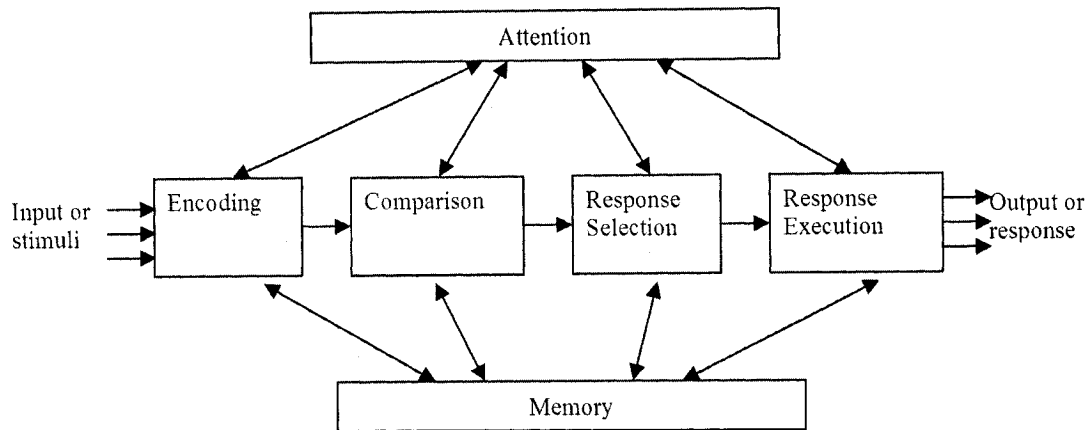 Attention
Input or
stimuli
Encoding
Comparison
Response
Selection
Response
Execution
Output or
response
Memory